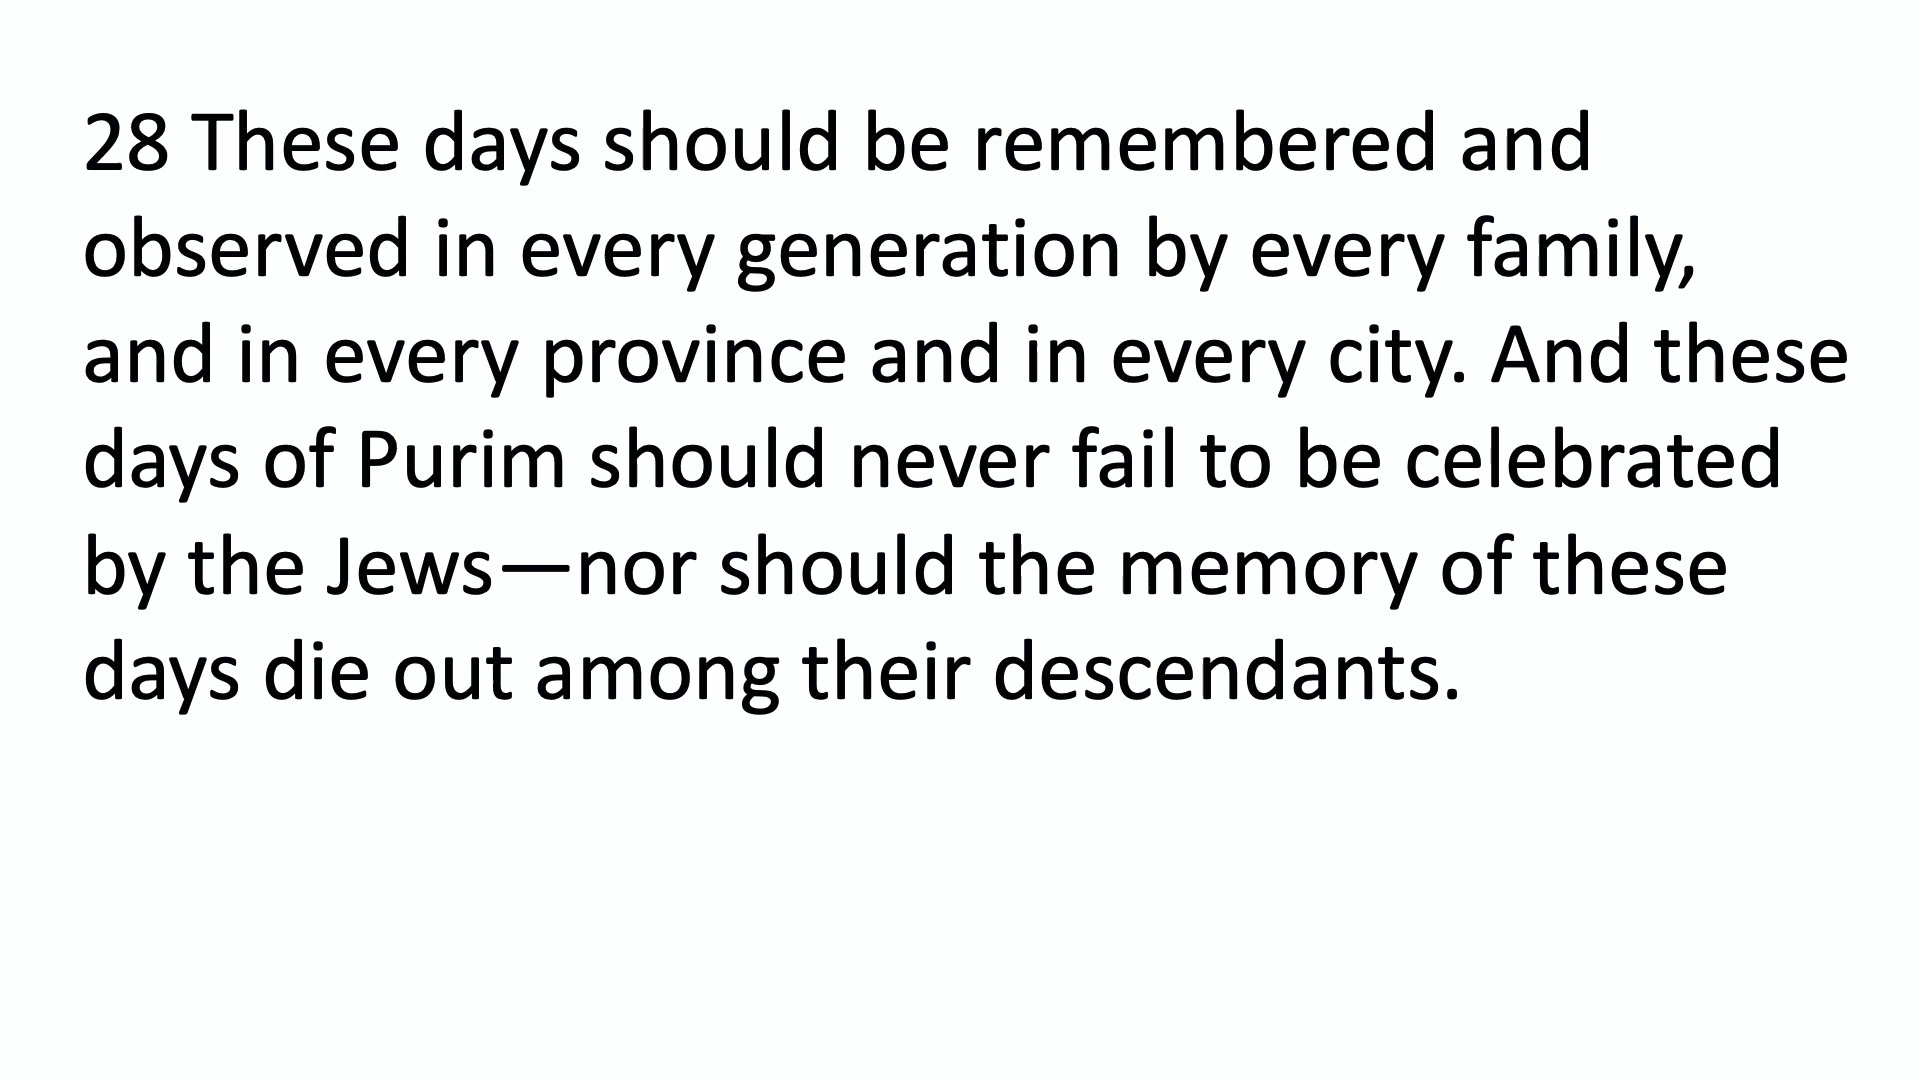 28 These days should be remembered and
observed in every generation by every family,
and in every province and in every city. And these
days of Purim should never fail to be celebrated
by the Jews—nor should the memory of these
days die out among their descendants.